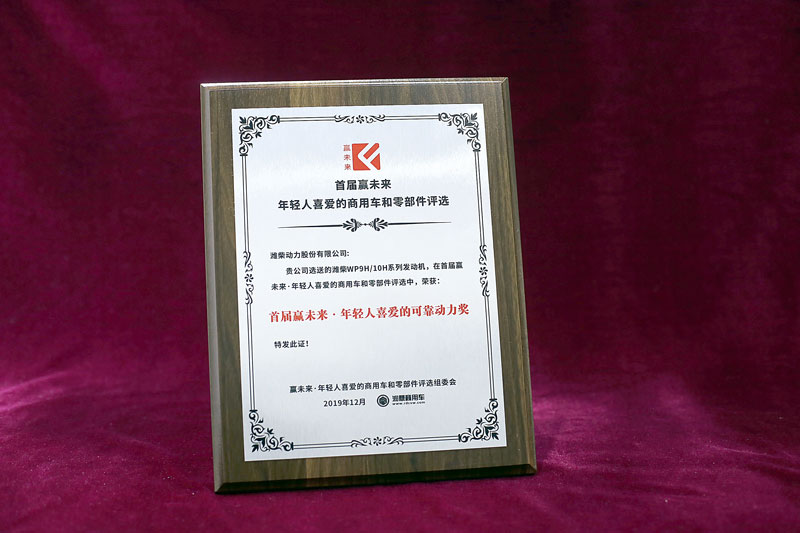 赢未来
首届赢未来
年轻人喜爱的商用车和零部件评选
潍柴动力股份有限公司:
贵公司选送的潍柴WP9H/10H系列发动机，在首届赢
未来·年轻人喜爱的商用车和零部件评选中，荣获：
首届赢未来·年轻人喜爱的可靠动力奖
特发此证！
赢未来·年轻人喜爱的商用车和零部件评选组委会
2019年12月
商用车